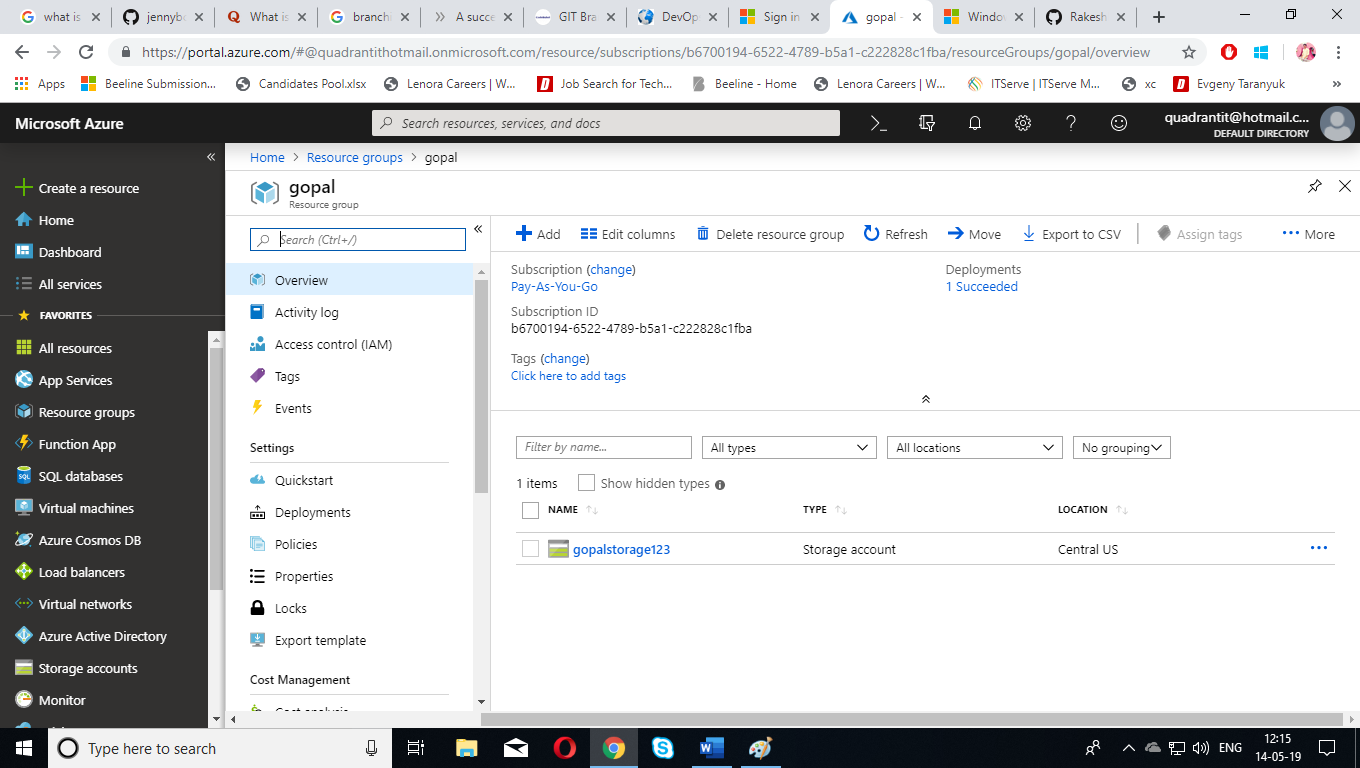 what is
jennyb
What is
branchi
A succe
GIT Bra
DevOp
Sign in
gopal -
Windov
Rakesh
https://portal.azure.com/#@quadrantithotmail.onmicrosoft.com/resource/subscriptions/b6700194-6522-4789-b5a1-c222828c1fba/resourceGroups/gopal/overview
Apps
Beeline Submission...
Candidates Pool.xlsx
Lenora Careers | W...
Job Search for Tech...
Beeline - Home
Lenora Careers | W...
ITServe | ITServe M...
xc
Evgeny Taranyuk
Microsoft Azure
Search resources, services, and docs
quadrantit@hotmail.c...
DEFAULT DIRECTORY
Create a resource
Home
Dashboard
All services
FAVORITES
All resources
App Services
Resource groups
Function App
SQL databases
Virtual machines
Azure Cosmos DB
Load balancers
Virtual networks
Azure Active Directory
Storage accounts
Monitor
Home > Resource groups > gopal
gopal
Resource group
Search (Ctrl+/)
Overview
Activity log
Access control (IAM)
Tags
Events
Settings
Quickstart
Deployments
Policies
Properties
Locks
Export template
Cost Management
Cost analysis
Add
Edit columns
Delete resource group
Refresh
Move
Export to CSV
Assign tags
More
Subscription (change)
Pay-As-You-Go
Deployments
1 Succeeded
Subscription ID
b6700194-6522-4789-b5a1-c222828c1fba
Tags (change)
Click here to add tags
Filter by name...
All types
All locations
No grouping
1 items
Show hidden types
NAME
TYPE
LOCATION
gopalstorage123
Storage account
Central US
Type here to search
ENG
12:15
14-05-19